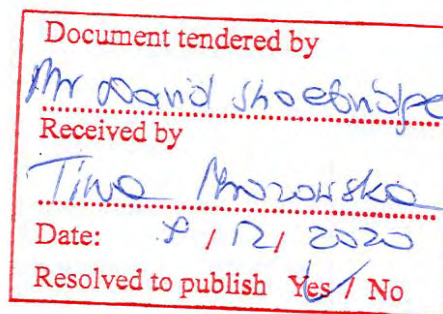 Document tendered by
Mr David Shoebridge
Received by
Tina Mrozowska
Date: 8 / 12 / 2020
Resolved to publish Yes / No